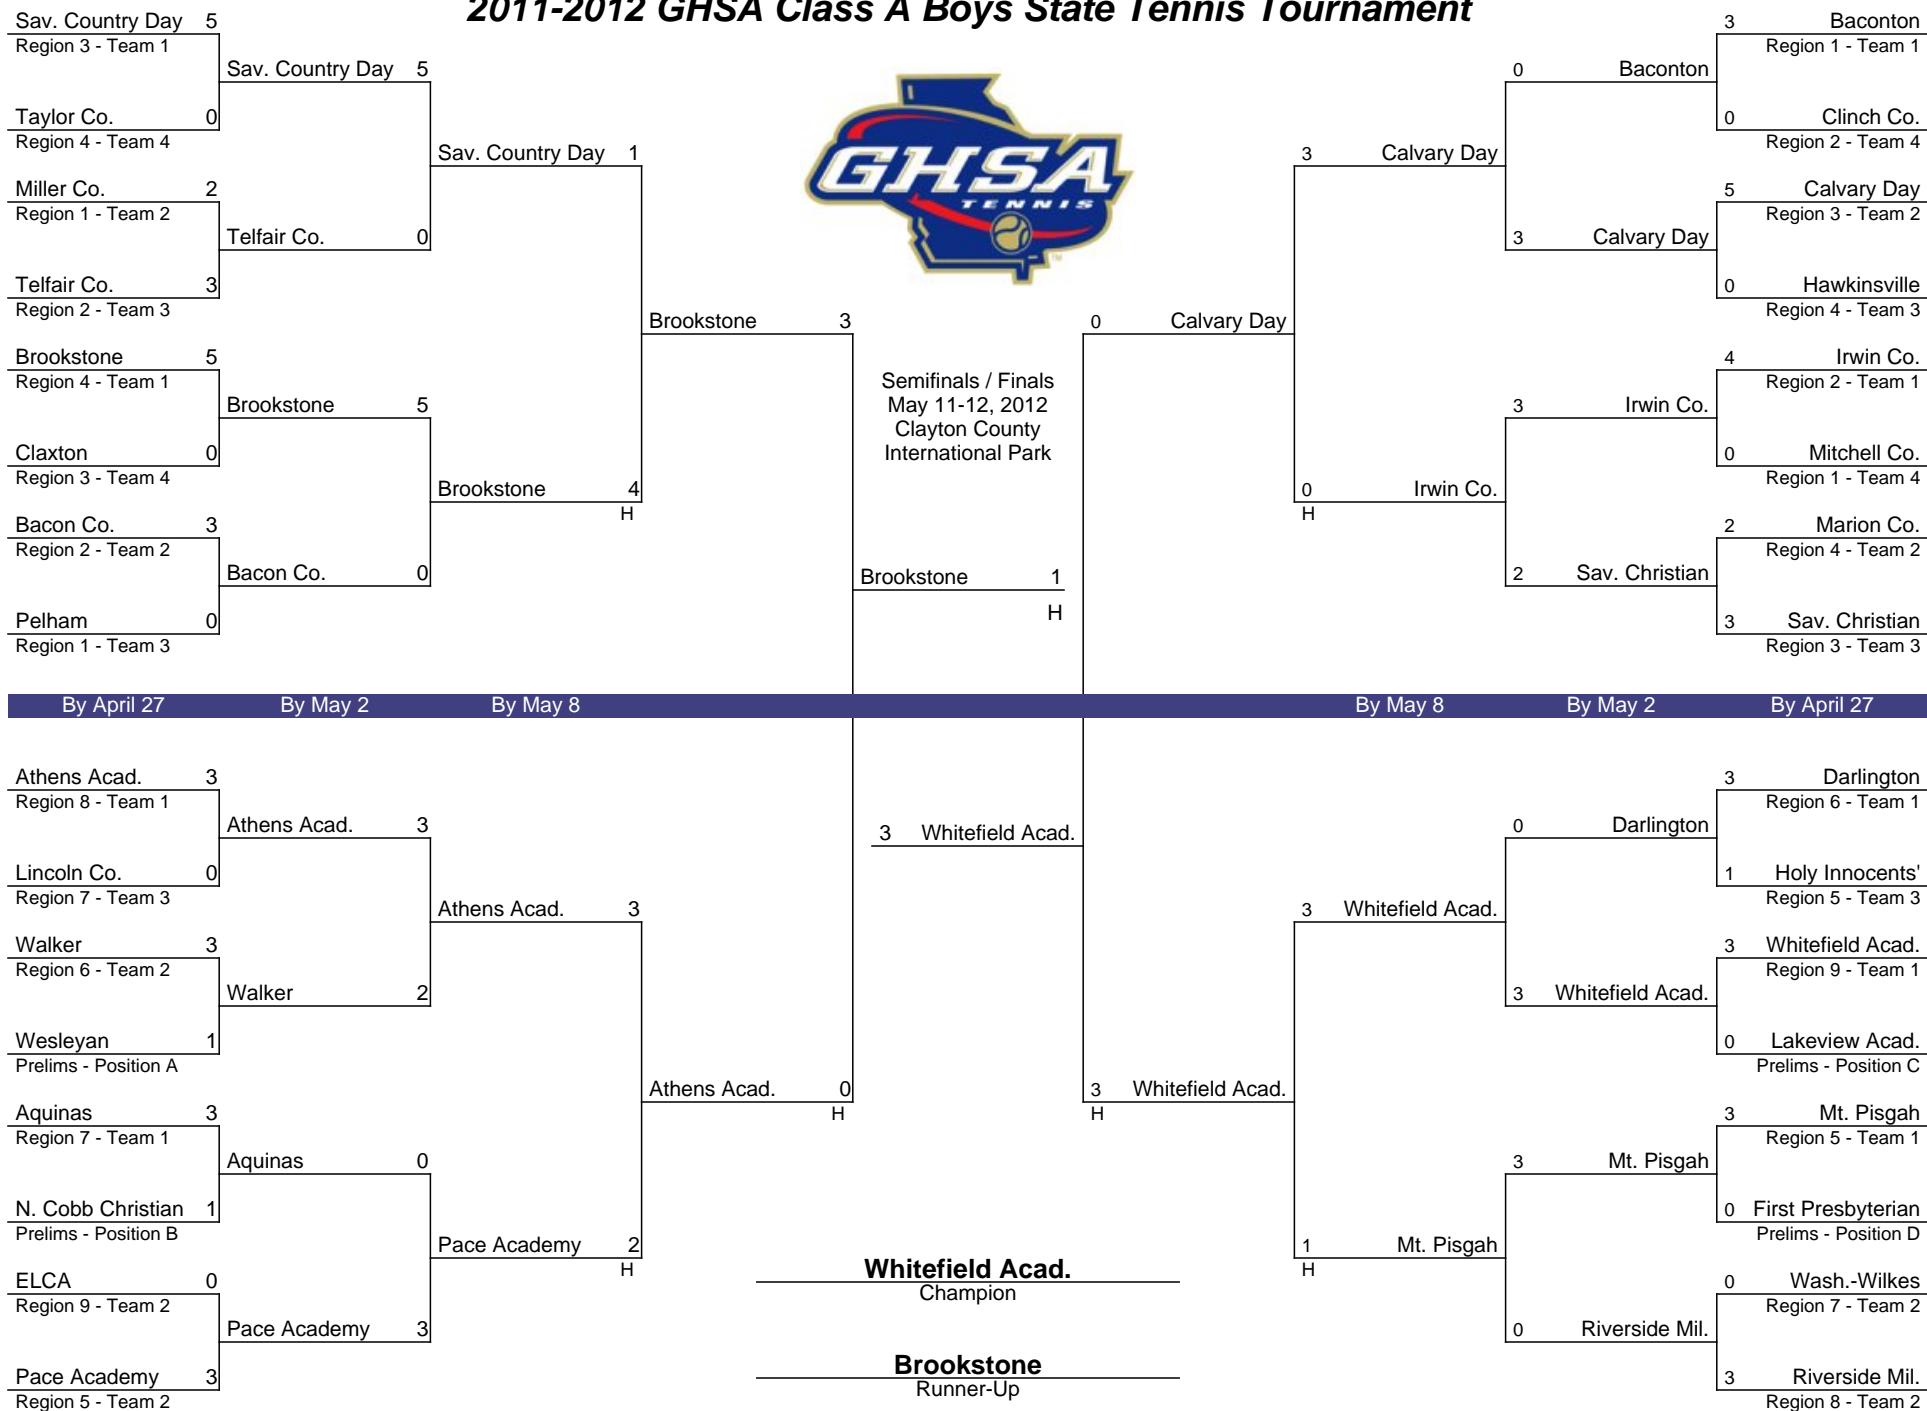 2011-2012 GHSA Class A Boys State Tennis Tournament
Sav. Country Day 5
Region 3 - Team 1
Taylor Co. 0
Region 4 - Team 4
Miller Co. 2
Region 1 - Team 2
Telfair Co. 3
Region 2 - Team 3
Brookstone 5
Region 4 - Team 1
Claxton 0
Region 3 - Team 4
Bacon Co. 3
Region 2 - Team 2
Pelham 0
Region 1 - Team 3
Sav. Country Day 5
Telfair Co. 0
Brookstone 5
Bacon Co. 0
Sav. Country Day 1
Brookstone 4
H
Brookstone 3
GHSA
TENNIS
TM
Semifinals / Finals
May 11-12, 2012
Clayton County
International Park
Brookstone 1
H
0 Calvary Day
3 Calvary Day
0 Irwin Co.
H
0 Baconton
3 Calvary Day
3 Irwin Co.
2 Sav. Christian
3 Baconton
Region 1 - Team 1
0 Clinch Co.
Region 2 - Team 4
5 Calvary Day
Region 3 - Team 2
0 Hawkinsville
Region 4 - Team 3
4 Irwin Co.
Region 2 - Team 1
0 Mitchell Co.
Region 1 - Team 4
2 Marion Co.
Region 4 - Team 2
3 Sav. Christian
Region 3 - Team 3
By April 27 By May 2 By May 8 By May 8 By May 2 By April 27
Athens Acad. 3
Region 8 - Team 1
Lincoln Co. 0
Region 7 - Team 3
Walker 3
Region 6 - Team 2
Wesleyan 1
Prelims - Position A
Aquinas 3
Region 7 - Team 1
N. Cobb Christian 1
Prelims - Position B
ELCA 0
Region 9 - Team 2
Pace Academy 3
Region 5 - Team 2
Athens Acad. 3
Walker 2
Aquinas 0
Pace Academy 3
Athens Acad. 3
Pace Academy 2
H
Athens Acad. 0
H
3 Whitefield Acad.
3 Whitefield Acad.
H
Whitefield Acad.
Champion
Brookstone
Runner-Up
3 Whitefield Acad.
1 Mt. Pisgah
H
0 Darlington
3 Whitefield Acad.
3 Mt. Pisgah
0 Riverside Mil.
3 Darlington
Region 6 - Team 1
1 Holy Innocents'
Region 5 - Team 3
3 Whitefield Acad.
Region 9 - Team 1
0 Lakeview Acad.
Prelims - Position C
3 Mt. Pisgah
Region 5 - Team 1
0 First Presbyterian
Prelims - Position D
0 Wash.-Wilkes
Region 7 - Team 2
3 Riverside Mil.
Region 8 - Team 2